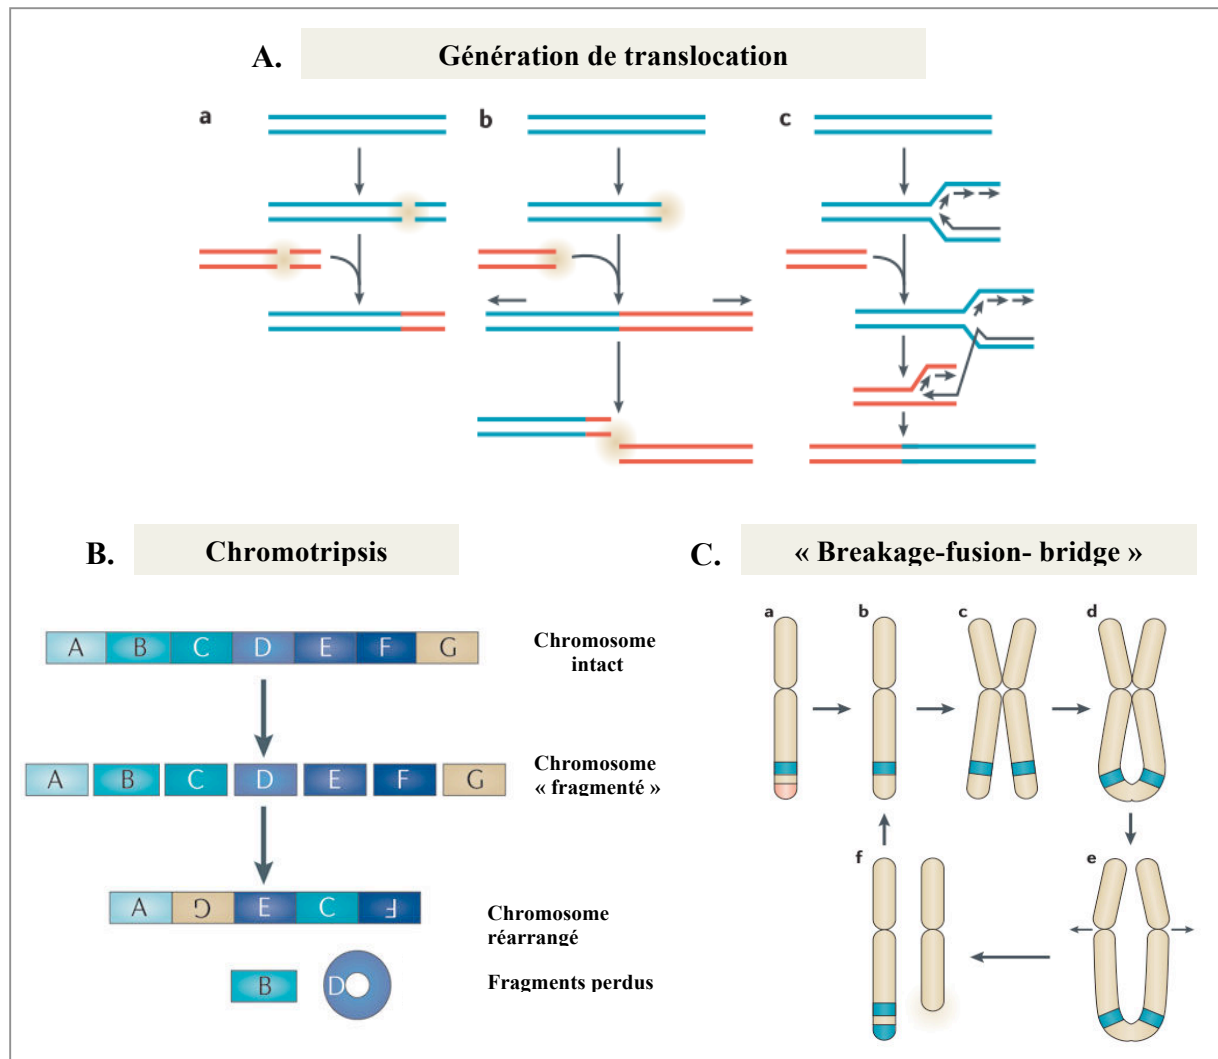 A. Génération de translocation
a b c
B. Chromotripsis
C. « Breakage-fusion- bridge »
A B C D E F G
Chromosome
intact
A B C D E F G
Chromosome
« fragmenté »
A G E C F
Chromosome
réarrangé
B D
Fragments perdus
a b c d
f e